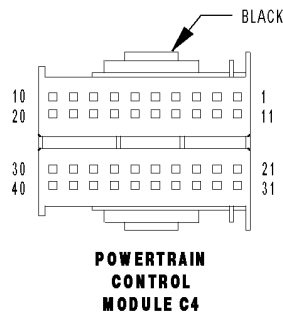 BLACK
10 1
20 11
30 21
40 31
POWERTRAIN
CONTROL
MODULE C4